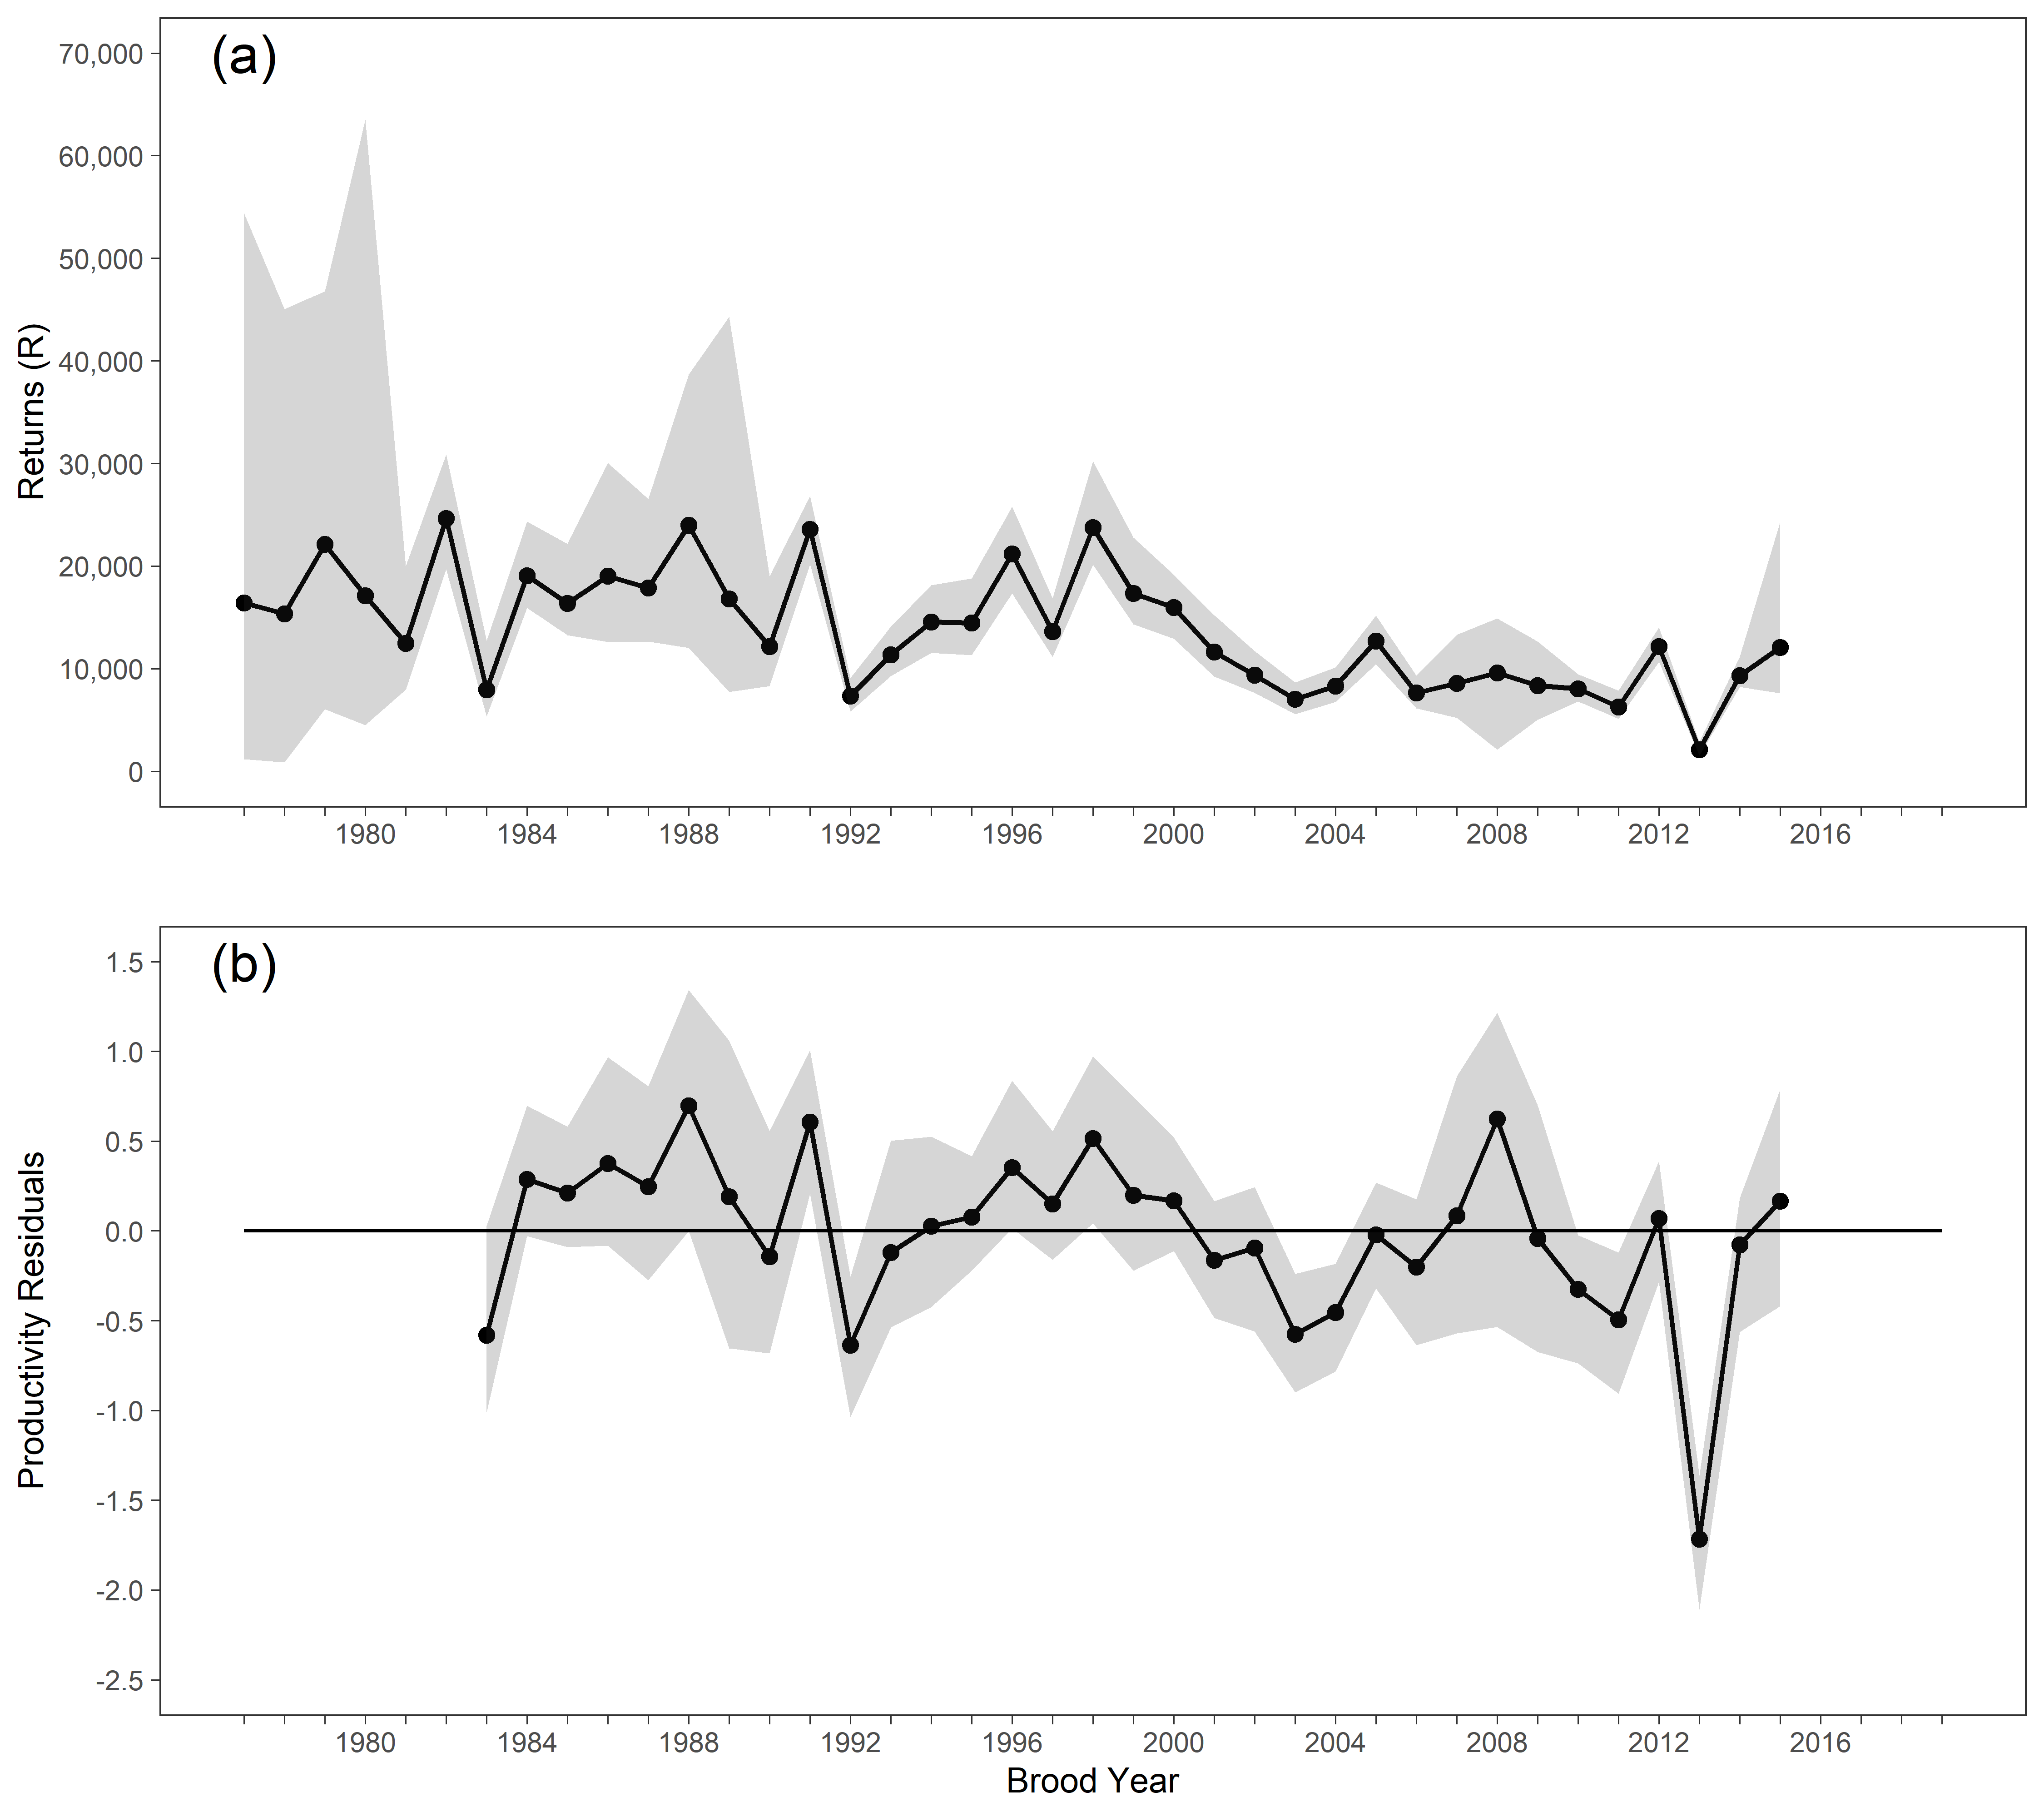 (a)
Returns (R)
70,000
60,000
50,000
40,000
30,000
20,000
10,000
0
1980 1984 1988 1992 1996 2000 2004 2008 2012 2016
(b)
Productivity Residuals
1.5
1.0
0.5
0.0
-0.5
-1.0
-1.5
-2.0
-2.5
1980 1984 1988 1992 1996 2000 2004 2008 2012 2016
Brood Year